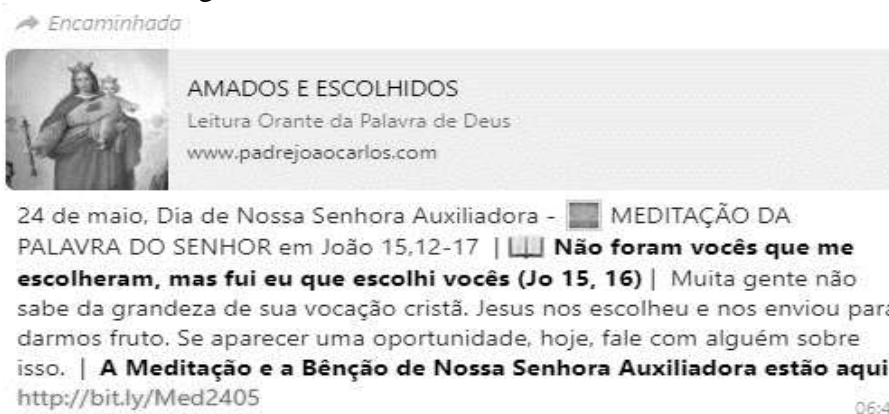 Encaminhada
AMADOS E ESCOLHIDOS
Leitura Orante da Palavra de Deus
www.padrejoaocarlos.com
24 de maio, Dia de Nossa Senhora Auxiliadora - MEDITAÇÃO DA
PALAVRA DO SENHOR em João 15,12-17 | Não foram vocês que me
escolheram, mas fui eu que escolhi vocês (Jo 15, 16) | Muita gente não
sabe da grandeza de sua vocação cristã. Jesus nos escolheu e nos enviou para
darmos fruto. Se aparecer uma oportunidade, hoje, fale com alguém sobre
isso. | A Meditação e a Bênção de Nossa Senhora Auxiliadora estão aqui
http://bit.ly/Med2405